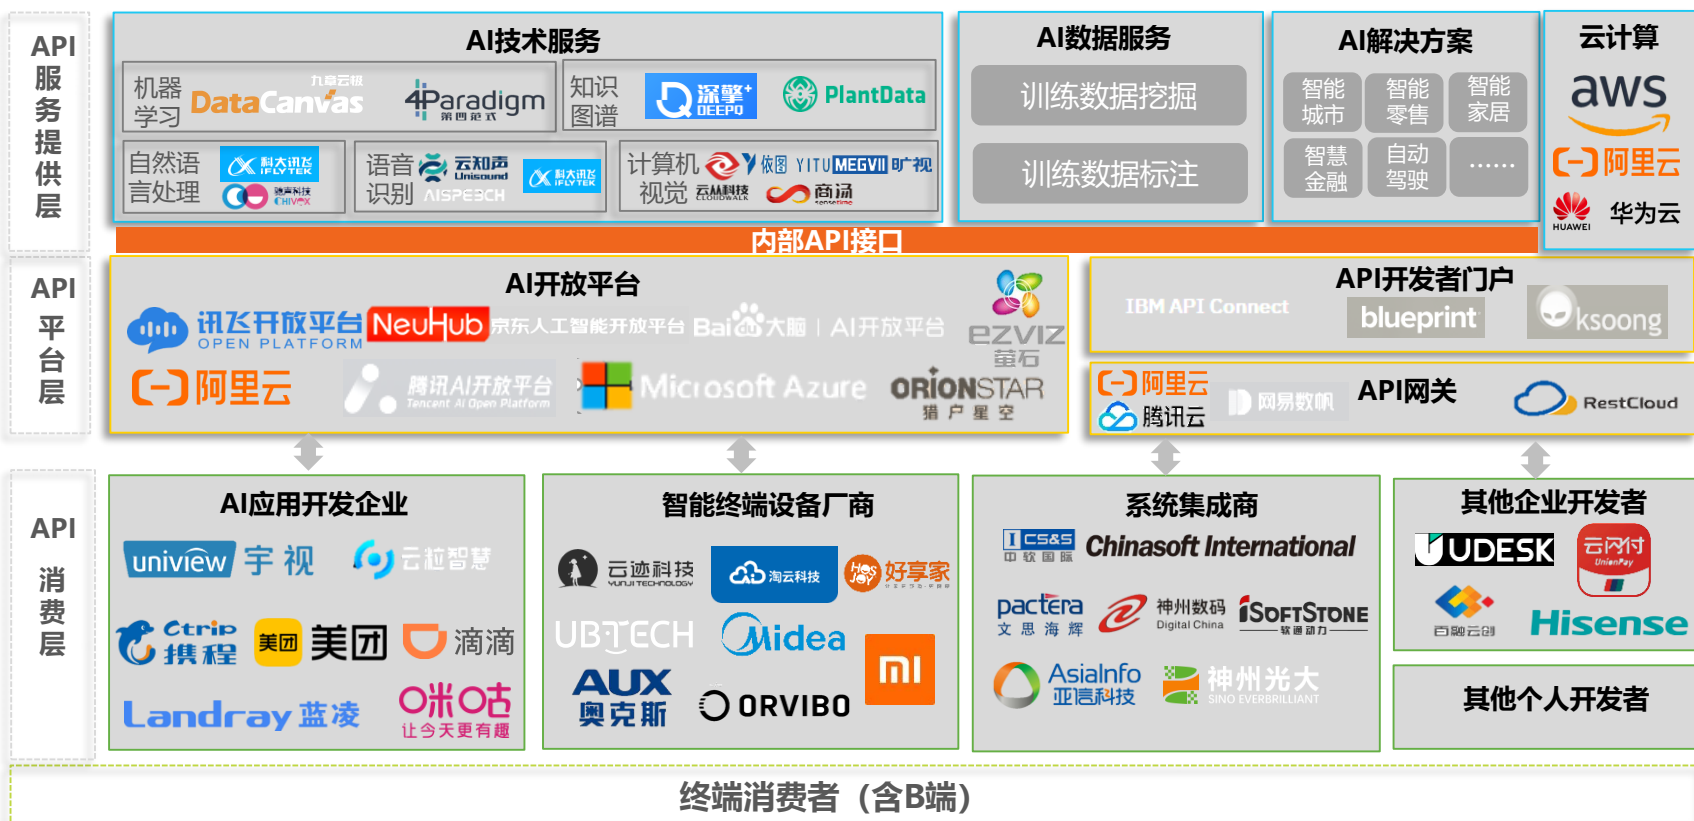 API
服
务
提
供
层
AI技术服务
机器
学习
九章云极
DataCanvas
4Paradigm
第四范式
知识
图谱
深擎+
DEEPQ
PlantData
自然语
言处理
科大讯飞
IFLYTEK
驰声科技
CHIVOX
语音
识别
云知声
Unisound
AISPEECH
科大讯飞
IFLYTEK
计算机
视觉
依图 YITU
MEGVII 旷视
云从科技
CLOUDWALK
商汤
sensetime
AI数据服务
训练数据挖掘
训练数据标注
AI解决方案
智能
城市
智能
零售
智能
家居
智慧
金融
自动
驾驶
......
云计算
aws
阿里云
HUAWEI
华为云
内部API接口
API
平
台
层
AI开放平台
讯飞开放平台
OPEN PLATFORM
NeuHub
京东人工智能开放平台
Bai du 大脑 | AI开放平台
EZVIZ
萤石
阿里云
腾讯AI开放平台
Tencent Ai Open Platform
Microsoft Azure
ORIONSTAR
猎户星空
API开发者门户
IBM API Connect
blueprint
ksoong
阿里云
腾讯云
网易数帆
API网关
RestCloud
API
消
费
层
AI应用开发企业
uniview 宇视
云粒智慧
Ctrip
携程
美团
美团
滴滴
Landray 蓝凌
咪咕
让今天更有趣
智能终端设备厂商
云迹科技
YUNJI TECHNOLOGY
淘云科技
HOS
JOY
好享家
UBTECH
Midea
MI
AUX
奥克斯
ORVIBO
系统集成商
CS&S
中软国际
Chinasoft International
pactera
文思海辉
神州数码
Digital China
iSOFTSTONE
软通动力
AsiaInfo
亚信科技
神州光大
SINO EVERBRILLIANT
其他企业开发者
UDESK
云闪付
UnionPay
百融云创
Hisense
其他个人开发者
终端消费者（含B端）